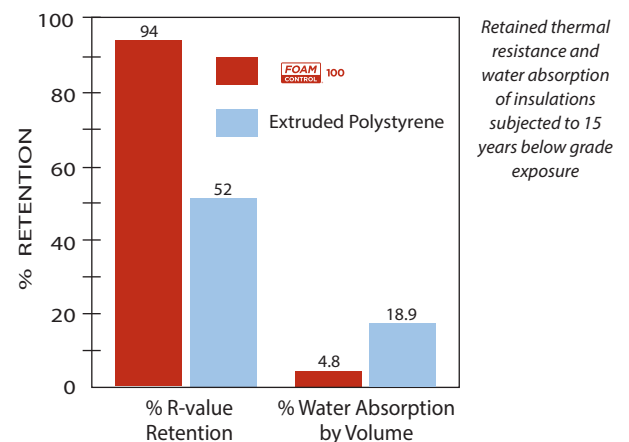 100
80
60
40
20
0
% RETENTION
94
52
4.8
18.9
FOAM
CONTROL 100
Extruded Polystyrene
% R-value
Retention
% Water Absorption
by Volume
Retained thermal
resistance and
water absorption
of insulations
subjected to 15
years below grade
exposure